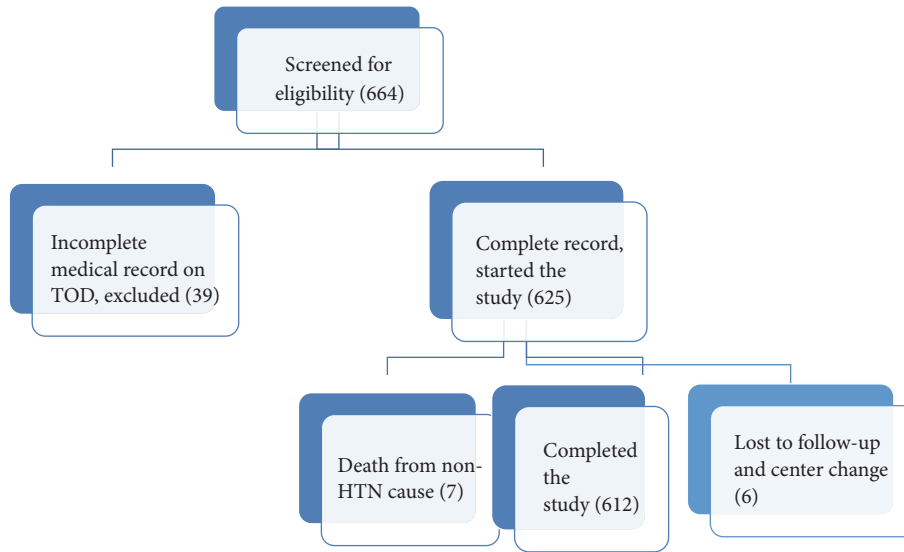 Screened for
eligibility (664)
Incomplete
medical record on
TOD, excluded (39)
Complete record,
started the
study (625)
Death from non-
HTN cause (7)
Completed
the
study (612)
Lost to follow-up
and center change
(6)